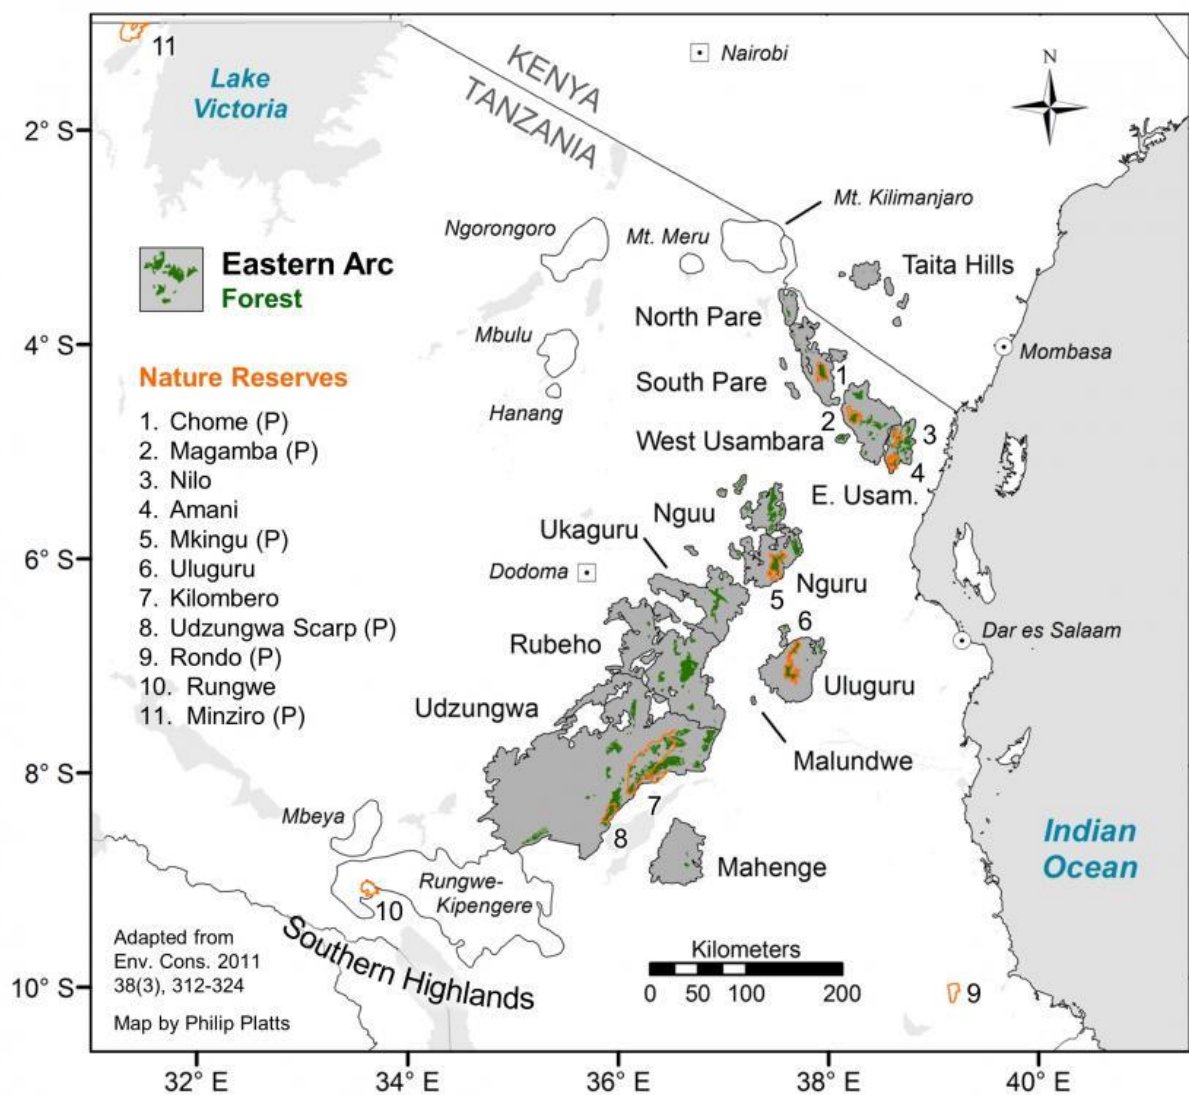 11
Lake
Victoria
KENYA
TANZANIA
Nairobi
N
2° S
Ngorongoro
Mt. Meru
Mt. Kilimanjaro
Eastern Arc
Forest
Taita Hills
North Pare
4° S
Mbulu
Mombasa
Nature Reserves
South Pare
1
Hanang
1. Chome (P)
2. Magamba (P)
3. Nilo
4. Amani
5. Mkingu (P)
6. Uluguru
7. Kilombero
8. Udzungwa Scarp (P)
9. Rondo (P)
10. Rungwe
11. Minziro (P)
2
West Usambara
3
4
E. Usam.
Nguu
Ukaguru
6° S
Dodoma
Nguru
5
6
Rubeho
Dar es Salaam
Uluguru
Udzungwa
Malundwe
8° S
7
Mbeya
8
Indian
Ocean
Mahenge
Rungwe-
Kipengere
10
Southern Highlands
Adapted from
Env. Cons. 2011
38(3), 312-324
Map by Philip Platts
Kilometers
0 50 100 200
10° S
9
32° E 34° E 36° E 38° E 40° E